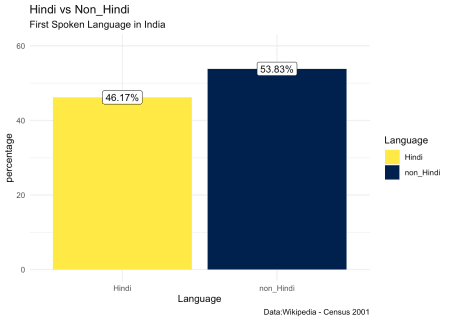 Hindi vs Non_Hindi
First Spoken Language in India
60
40
20
0
percentage
46.17%
53.83%
Hindi
non_Hindi
Language
Language
Hindi
non_Hindi
Data:Wikipedia - Census 2001